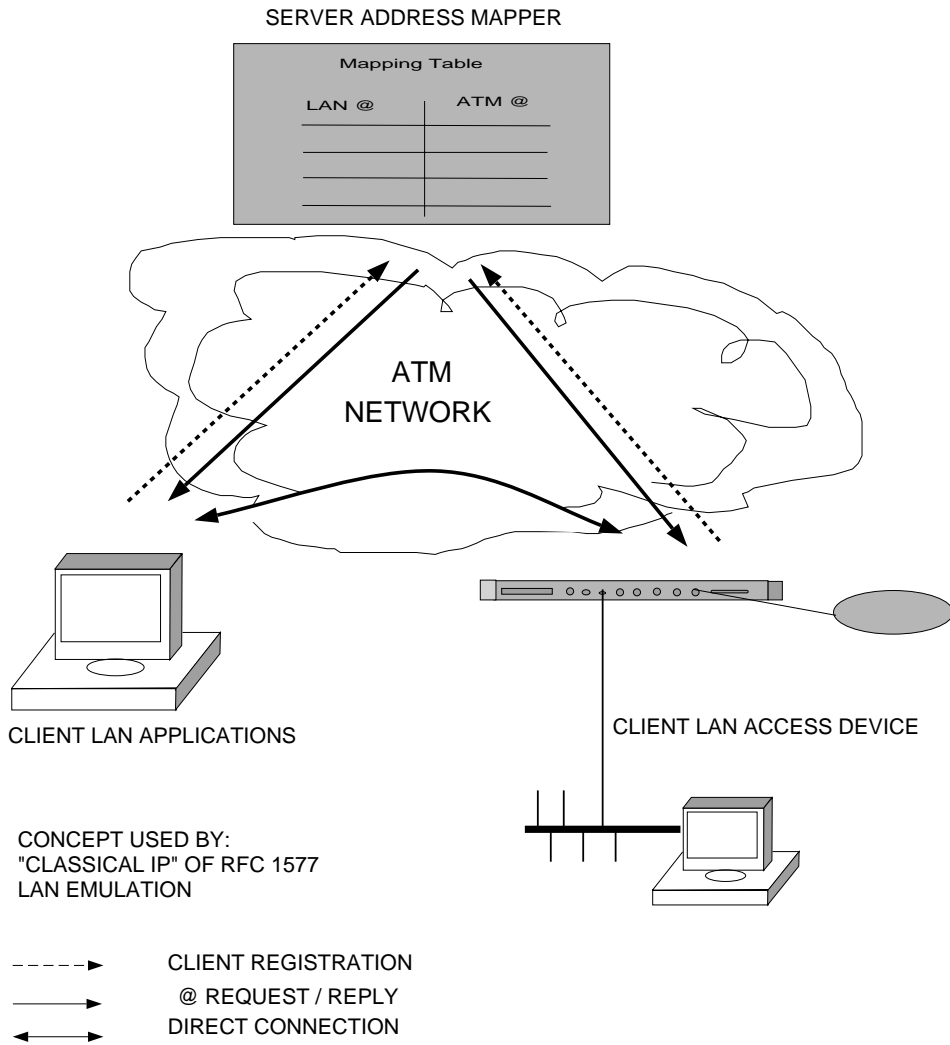 SERVER ADDRESS MAPPER
Mapping Table
LAN @ ATM @
ATM
NETWORK
CLIENT LAN APPLICATIONS
CLIENT LAN ACCESS DEVICE
CONCEPT USED BY:
"CLASSICAL IP" OF RFC 1577
LAN EMULATION
CLIENT REGISTRATION
@ REQUEST / REPLY
DIRECT CONNECTION